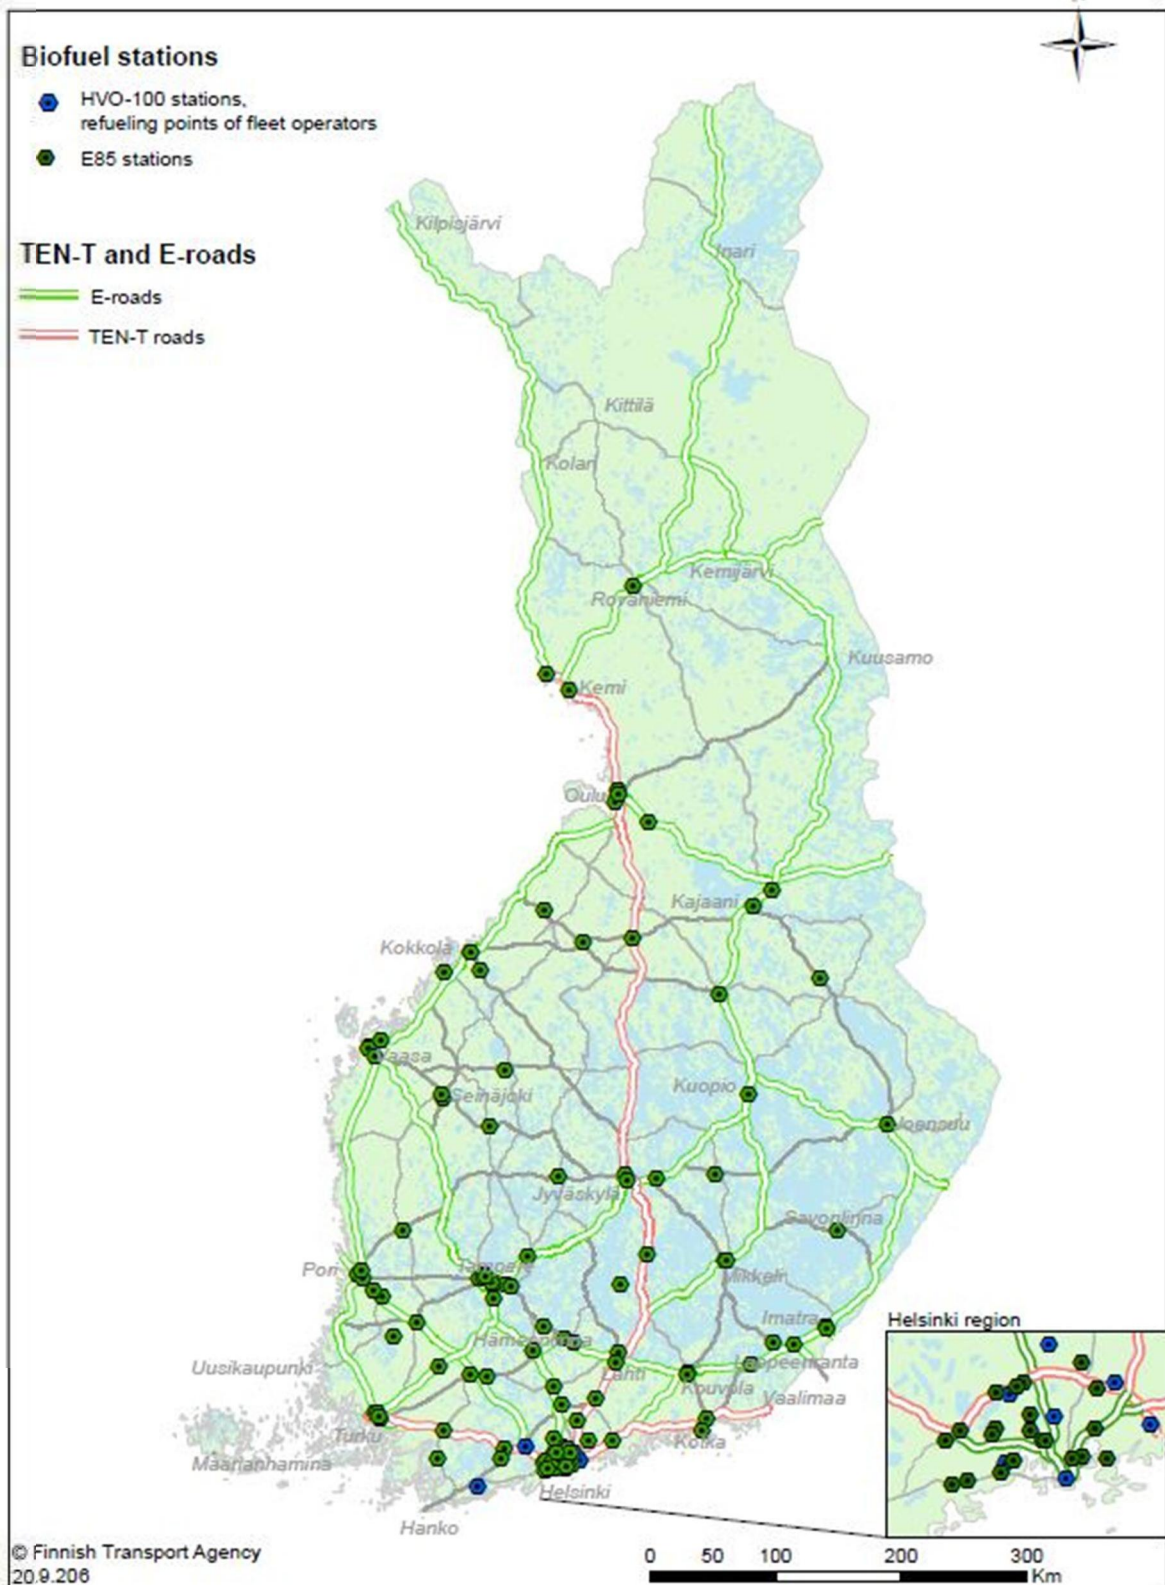 Biofuel stations
HVO-100 stations,
refueling points of fleet operators
E85 stations
TEN-T and E-roads
E-roads
TEN-T roads
Kilpisjärvi
Inari
Kittilä
Kolari
Kemijärvi
Rovaniemi
Kuusamo
Kemi
Oulu
Kajaani
Kokkola
Vaasa
Kuopio
Seinäjoki
Joensuu
Jyväskylä
Savonlinna
Pori
Tampere
Mikkeli
Imatra
Helsinki region
Hämeenlinna
Uusikaupunki
Lappeenranta
Lahti
Kouvola
Vaalimaa
Turku
Kotka
Maarianhamina
Helsinki
Hanko
© Finnish Transport Agency
20.9.206
0 50 100 200 300
Km